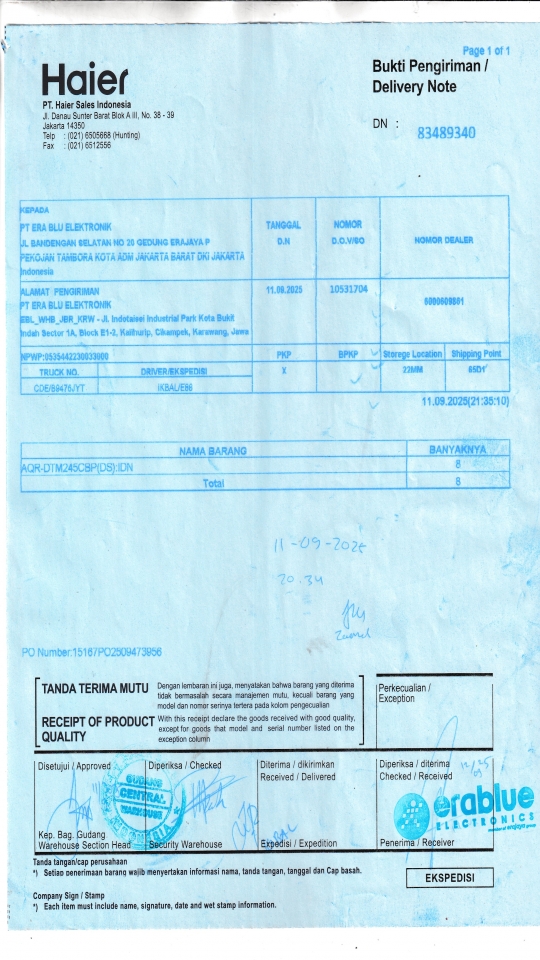 Page 1 of 1
Haier
Bukti Pengiriman /
Delivery Note
PT. Haier Sales Indonesia
Jl. Danau Sunter Barat Blok A III, No. 38 - 39
Jakarta 14350
Telp : (021) 6505668 (Hunting)
Fax : (021) 6512556
DN : 83489340
KEPADA
PT ERA BLU ELEKTRONIK
JL BANDENGAN SELATAN NO 20 GEDUNG ERAJAYA P
PEKOJAN TAMBORA KOTA ADM JAKARTA BARAT DKI JAKARTA
Indonesia
TANGGAL
D.N
NOMOR
D.O.V/SO
NOMOR DEALER
ALAMAT PENGIRIMAN
PT ERA BLU ELEKTRONIK
EBL_WHB_JBR_KRW - Jl. Indotaisei Industrial Park Kota Bukit
Indah Sector 1A, Block E1-2, Kalihurip, Cikampek, Karawang, Jawa
11.09.2025
10531704
NPWP:0535442230033000
PKP
BPKP
Storege Location
Shipping Point
TRUCK NO.
DRIVER/EKSPEDISI
X
22MM
65D1
CDE/B9476/YT
IKBAL/E86
11.09.2025(21:35:10)
NAMA BARANG
BANYAKNYA
AQR-DTM245CBP(DS):IDN
8
Total
8
11-09-2025
20.34
PO Number:15167PO2509473956
TANDA TERIMA MUTU
Dengan lembaran ini juga, menyatakan bahwa barang yang diterima
tidak bermasalah secara manajemen mutu, kecuali barang yang
model dan nomor serinya tertera pada kolom pengecualian
RECEIPT OF PRODUCT
QUALITY
With this receipt declare the goods received with good quality,
except for goods that model and serial number listed on the
exception column
Perkecualian /
Exception
Disetujui / Approved
Diperiksa / Checked
Diterima / dikirimkan
Received / Delivered
Diperiksa / diterima
Checked / Received
GUDANG
CENTRAL
WAREHOUSE
erablue
ELECTRONICS
Kep. Bag. Gudang
Warehouse Section Head
Security Warehouse
Expedisi / Expedition
Penerima / Receiver
Tanda tangan/cap perusahaan
*) Setiap penerimaan barang wajib menyertakan informasi nama, tanda tangan, tanggal dan Cap basah.
EKSPEDISI
Company Sign / Stamp
*) Each item must include name, signature, date and wet stamp information.